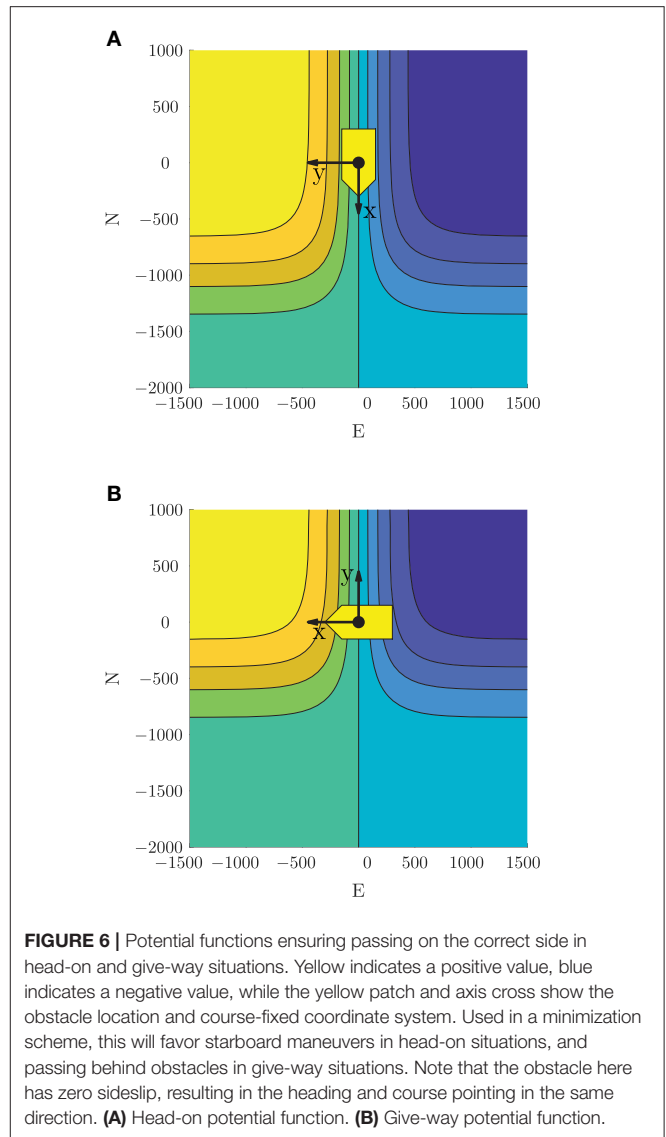 A
1000
500
0
−500
−1000
−1500
−2000
N
y
x
−1500 −1000 −500 0 500 1000 1500
E
B
1000
500
0
−500
−1000
−1500
−2000
N
y
x
−1500 −1000 −500 0 500 1000 1500
E
FIGURE 6 | Potential functions ensuring passing on the correct side in
head-on and give-way situations. Yellow indicates a positive value, blue
indicates a negative value, while the yellow patch and axis cross show the
obstacle location and course-fixed coordinate system. Used in a minimization
scheme, this will favor starboard maneuvers in head-on situations, and
passing behind obstacles in give-way situations. Note that the obstacle here
has zero sideslip, resulting in the heading and course pointing in the same
direction. (A) Head-on potential function. (B) Give-way potential function.